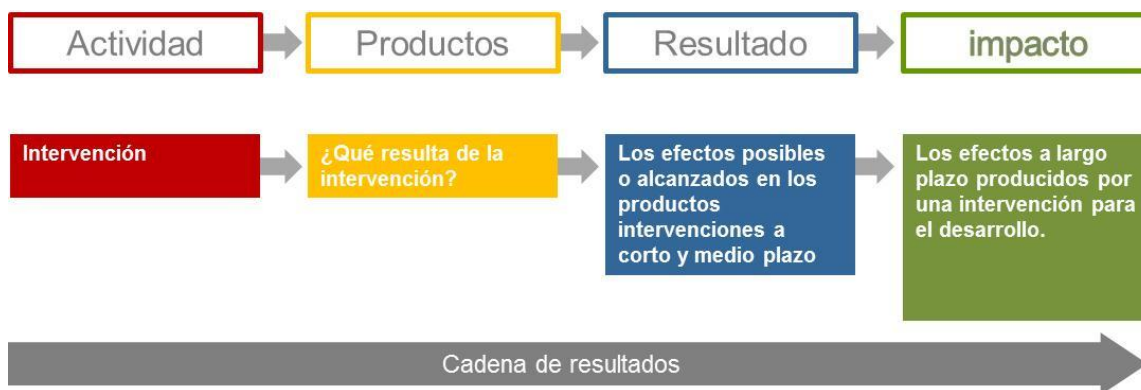 Actividad
Productos
Resultado
impacto
Intervención
¿Qué resulta de la
intervención?
Los efectos posibles
o alcanzados en los
productos
intervenciones a
corto y medio plazo
Los efectos a largo
plazo producidos por
una intervención para
el desarrollo.
Cadena de resultados